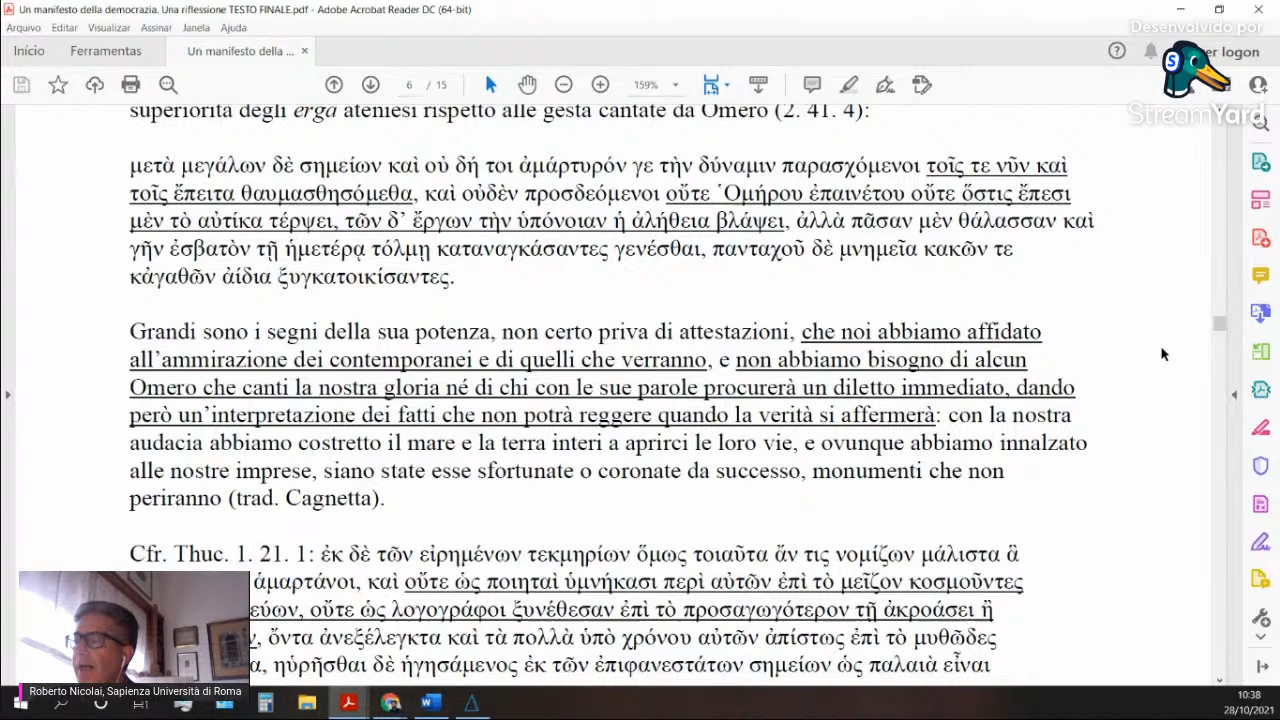 Un manifesto della democrazia. Una riflessione TESTO FINALE.pdf - Adobe Acrobat Reader DC (64-bit)
Arquivo Editar Visualizar Assinar Janela Ajuda
Desenvolvido por
Início Ferramentas Un manifesto della ... × logon
StreamYard
6 / 15 159%
superiorità degli erga ateniesi rispetto alle gesta cantate da Omero (2. 41. 4):
μετὰ μεγάλων δὲ σημείων καὶ οὐ δή τοι ἀμάρτυρόν γε τὴν δύναμιν παρασχόμενοι τοῖς τε νῦν καὶ
τοῖς ἔπειτα θαυμασθησόμεθα, καὶ οὐδὲν προσδεόμενοι οὔτε Ὁμήρου ἐπαινέτου οὔτε ὅστις ἔπεσι
μὲν τὸ αὐτίκα τέρψει, τῶν δ’ ἔργων τὴν ὑπόνοιαν ἡ ἀλήθεια βλάψει, ἀλλὰ πᾶσαν μὲν θάλασσαν καὶ
γῆν ἐσβατὸν τῇ ἡμετέρᾳ τόλμῃ καταναγκάσαντες γενέσθαι, πανταχοῦ δὲ μνημεῖα κακῶν τε
κἀγαθῶν ἀίδια ξυγκατοικίσαντες.
Grandi sono i segni della sua potenza, non certo priva di attestazioni, che noi abbiamo affidato
all’ammirazione dei contemporanei e di quelli che verranno, e non abbiamo bisogno di alcun
Omero che canti la nostra gloria né di chi con le sue parole procurerà un diletto immediato, dando
però un’interpretazione dei fatti che non potrà reggere quando la verità si affermerà: con la nostra
audacia abbiamo costretto il mare e la terra interi a aprirci le loro vie, e ovunque abbiamo innalzato
alle nostre imprese, siano state esse sfortunate o coronate da successo, monumenti che non
periranno (trad. Cagnetta).
Cfr. Thuc. 1. 21. 1: ἐκ δὲ τῶν εἰρημένων τεκμηρίων ὅμως τοιαῦτα ἄν τις νομίζων μάλιστα ἃ
ἁμαρτάνοι, καὶ οὔτε ὡς ποιηταὶ ὑμνήκασι περὶ αὐτῶν ἐπὶ τὸ μεῖζον κοσμοῦντες
οὔτε ὡς λογογράφοι ξυνέθεσαν ἐπὶ τὸ προσαγωγότερον τῇ ἀκροάσει ἢ
ὄντα ἀνεξέλεγκτα καὶ τὰ πολλὰ ὑπὸ χρόνου αὐτῶν ἀπίστως ἐπὶ τὸ μυθῶδες
ηὑρῆσθαι δὲ ἡγησάμενος ἐκ τῶν ἐπιφανεστάτων σημείων ὡς παλαιὰ εἶναι
Roberto Nicolai, Sapienza Università di Roma
10:38
28/10/2021